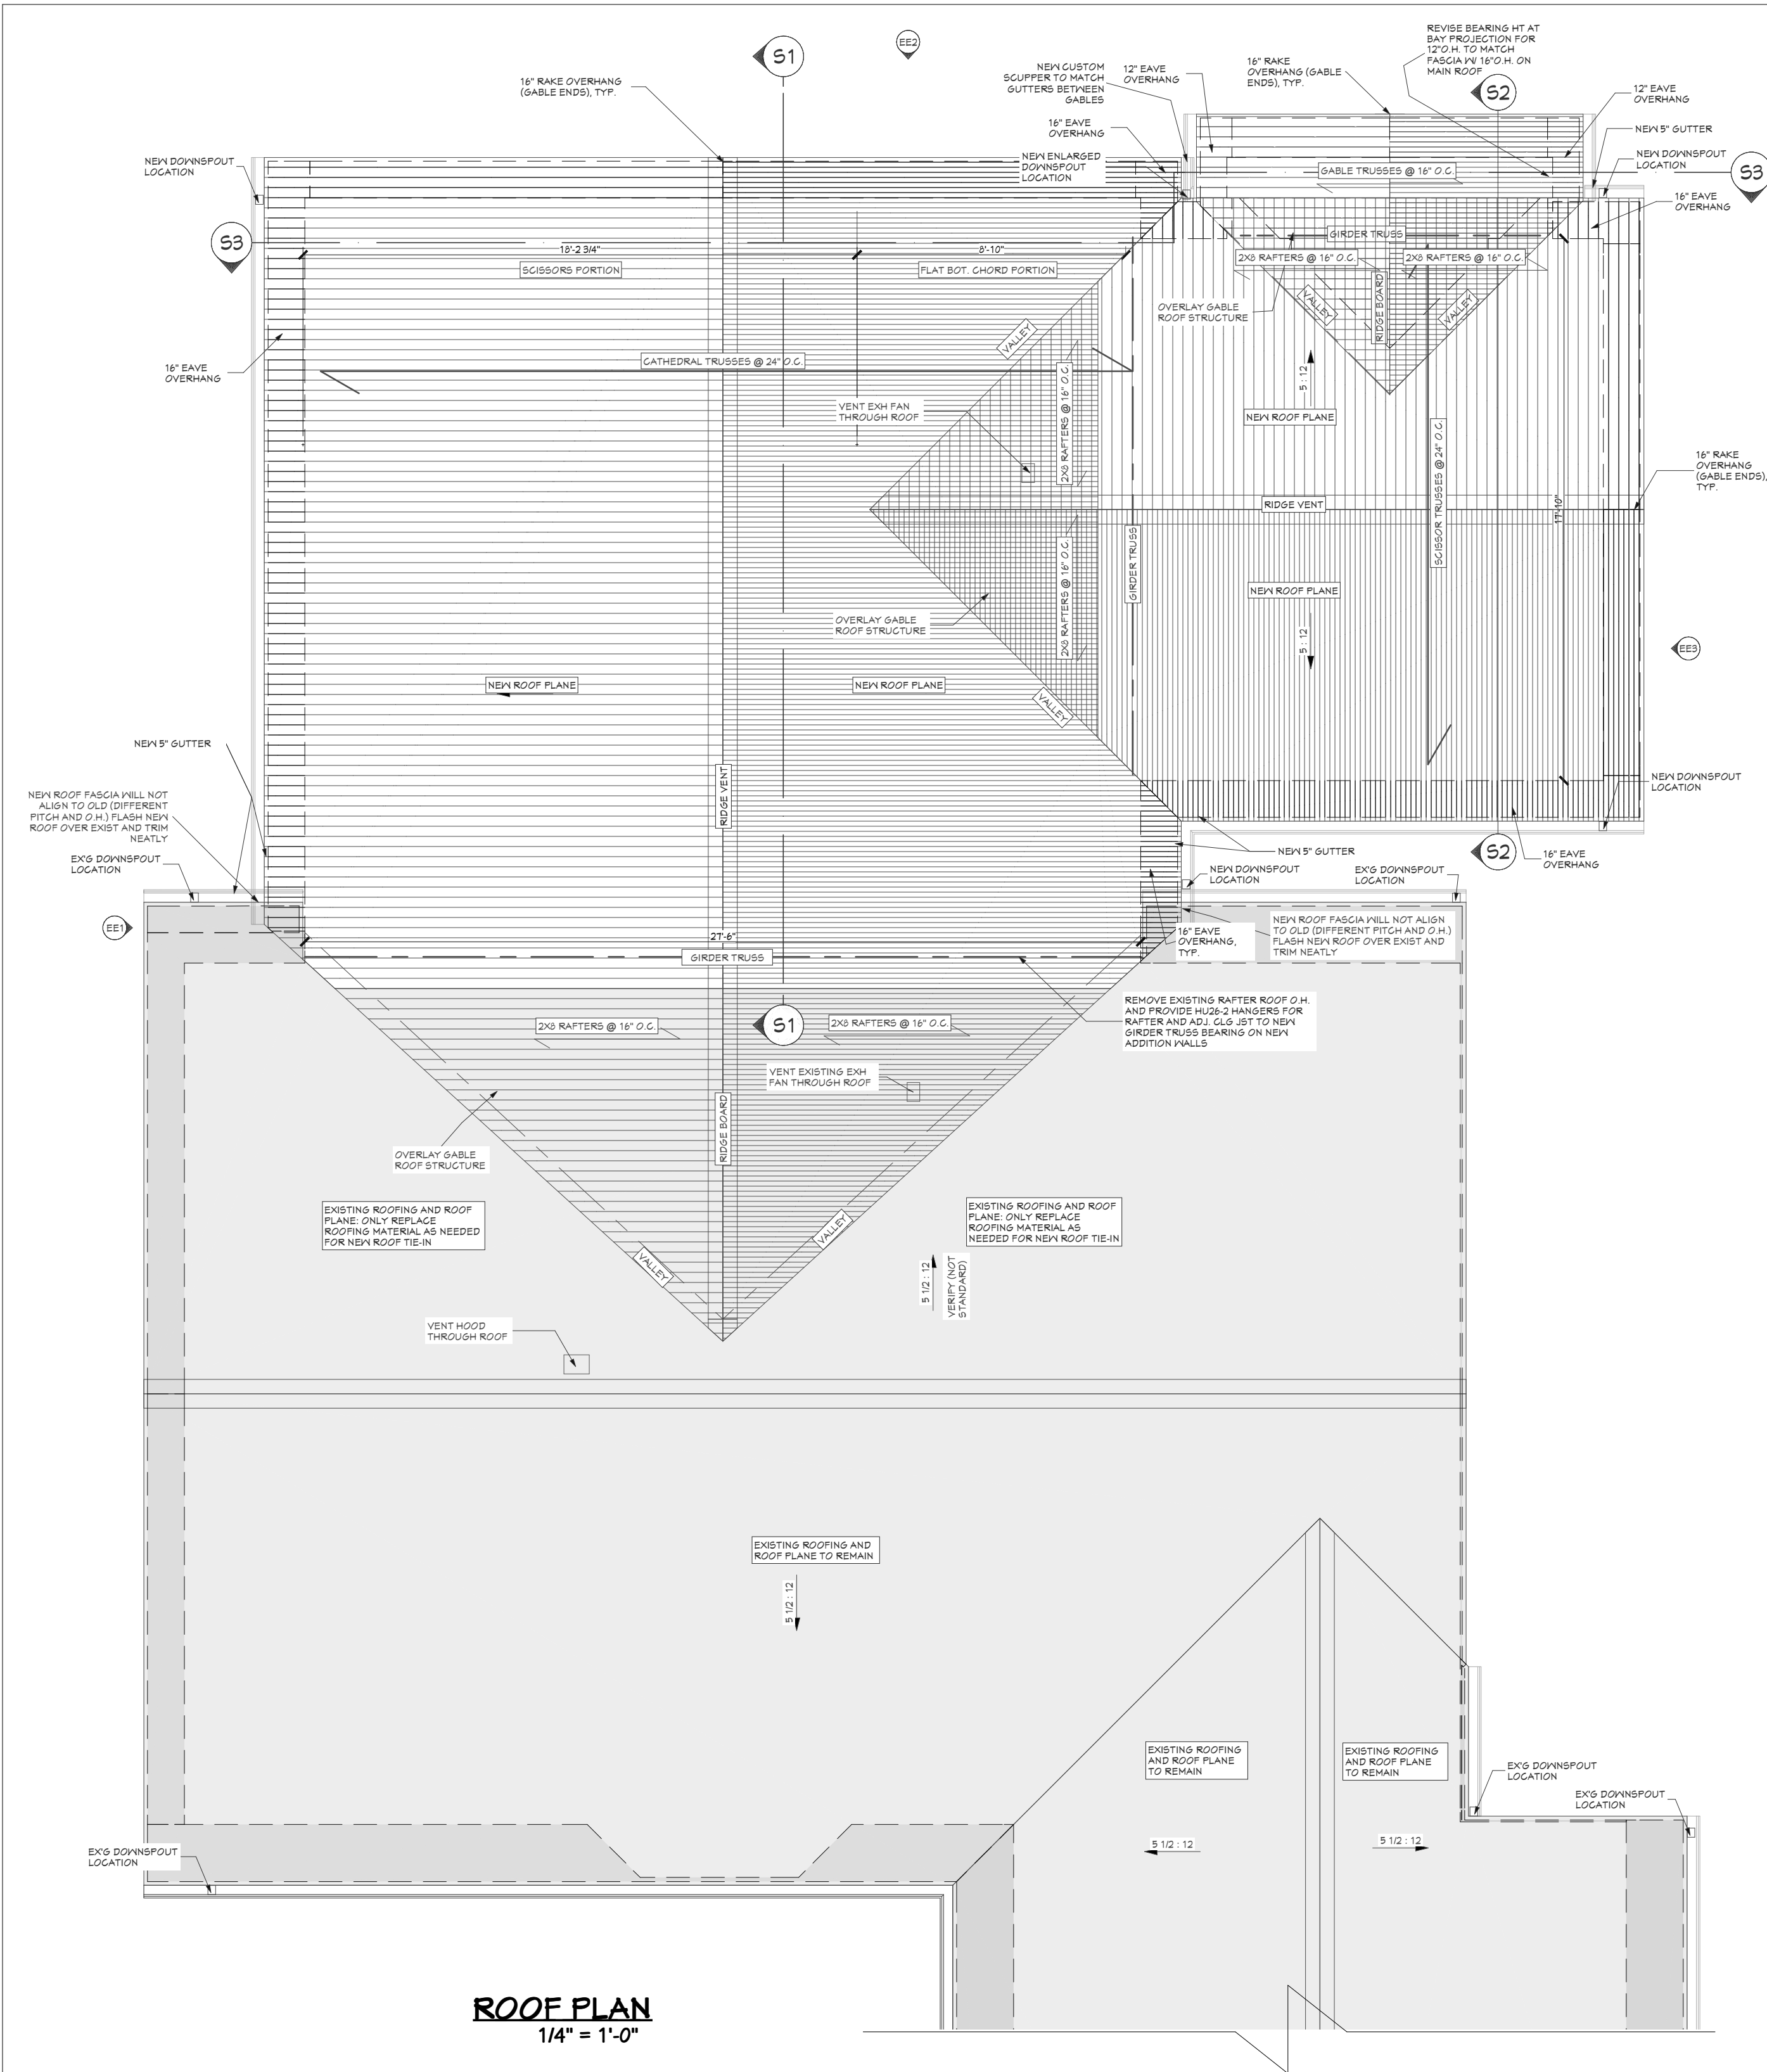 S1
EE2
REVISE BEARING HT AT
BAY PROJECTION FOR
12"O.H. TO MATCH
FASCIA W/ 16"O.H. ON
MAIN ROOF
16" RAKE OVERHANG
(GABLE ENDS), TYP.
NEW CUSTOM
SCUPPER TO MATCH
GUTTERS BETWEEN
GABLES
12" EAVE
OVERHANG
16" RAKE
OVERHANG (GABLE
ENDS), TYP.
S2
12" EAVE
OVERHANG
16" EAVE
OVERHANG
NEW 5" GUTTER
NEW DOWNSPOUT
LOCATION
NEW ENLARGED
DOWNSPOUT
LOCATION
GABLE TRUSSES @ 16" O.C.
NEW DOWNSPOUT
LOCATION
S3
16" EAVE
OVERHANG
S3
18'-2 3/4"
8'-10"
GIRDER TRUSS
SCISSORS PORTION
FLAT BOT. CHORD PORTION
2X8 RAFTERS @ 16" O.C.
2X8 RAFTERS @ 16" O.C.
OVERLAY GABLE
ROOF STRUCTURE
VALLEY
RIDGE BOARD
VALLEY
VALLEY
16" EAVE
OVERHANG
CATHEDRAL TRUSSES @ 24" O.C.
5 : 12
VENT EXH FAN
THROUGH ROOF
2X8 RAFTERS @ 16" O.C.
NEW ROOF PLANE
SCISSOR TRUSSES @ 24" O.C.
16" RAKE
OVERHANG
(GABLE ENDS),
TYP.
RIDGE VENT
17'-10"
GIRDER TRUSS
2X8 RAFTERS @ 16" O.C.
NEW ROOF PLANE
OVERLAY GABLE
ROOF STRUCTURE
5 : 12
EE3
NEW ROOF PLANE
NEW ROOF PLANE
VALLEY
NEW 5" GUTTER
RIDGE VENT
NEW DOWNSPOUT
LOCATION
NEW ROOF FASCIA WILL NOT
ALIGN TO OLD (DIFFERENT
PITCH AND O.H.) FLASH NEW
ROOF OVER EXIST AND TRIM
NEATLY
NEW 5" GUTTER
S2
16" EAVE
OVERHANG
EX'G DOWNSPOUT
LOCATION
NEW DOWNSPOUT
LOCATION
EX'G DOWNSPOUT
LOCATION
EE1
27'-6"
16" EAVE
OVERHANG,
TYP.
NEW ROOF FASCIA WILL NOT ALIGN
TO OLD (DIFFERENT PITCH AND O.H.)
FLASH NEW ROOF OVER EXIST AND
TRIM NEATLY
GIRDER TRUSS
REMOVE EXISTING RAFTER ROOF O.H.
AND PROVIDE HU26-2 HANGERS FOR
RAFTER AND ADJ. CLG JST TO NEW
GIRDER TRUSS BEARING ON NEW
ADDITION WALLS
2X8 RAFTERS @ 16" O.C.
S1
2X8 RAFTERS @ 16" O.C.
VENT EXISTING EXH
FAN THROUGH ROOF
RIDGE BOARD
OVERLAY GABLE
ROOF STRUCTURE
EXISTING ROOFING AND ROOF
PLANE: ONLY REPLACE
ROOFING MATERIAL AS NEEDED
FOR NEW ROOF TIE-IN
EXISTING ROOFING AND ROOF
PLANE: ONLY REPLACE
ROOFING MATERIAL AS
NEEDED FOR NEW ROOF TIE-IN
VALLEY
VALLEY
5 1/2 : 12
VERIFY (NOT
STANDARD)
VENT HOOD
THROUGH ROOF
EXISTING ROOFING AND
ROOF PLANE TO REMAIN
5 1/2 : 12
EXISTING ROOFING
AND ROOF PLANE
TO REMAIN
EXISTING ROOFING
AND ROOF PLANE
TO REMAIN
EX'G DOWNSPOUT
LOCATION
EX'G DOWNSPOUT
LOCATION
5 1/2 : 12
5 1/2 : 12
EX'G DOWNSPOUT
LOCATION
ROOF PLAN
1/4" = 1'-0"